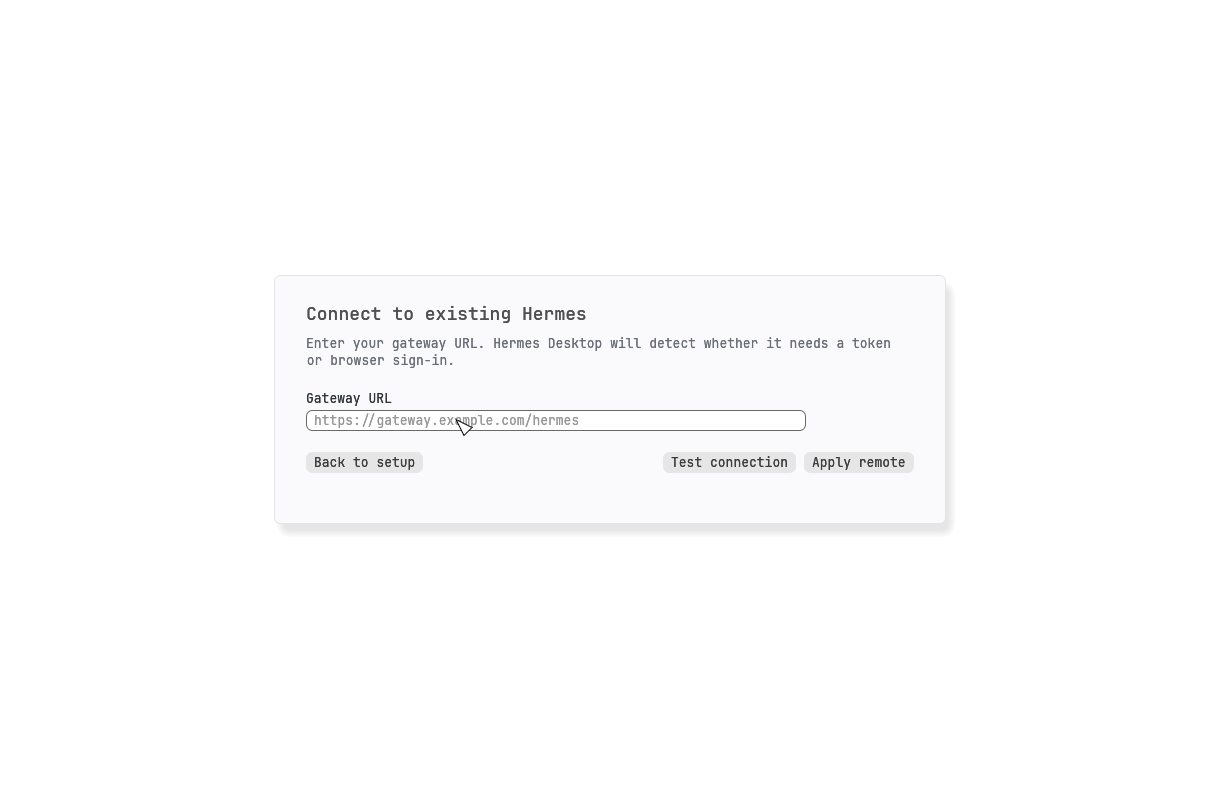 Connect to existing Hermes
Enter your gateway URL. Hermes Desktop will detect whether it needs a token
or browser sign-in.
Gateway URL
https://gateway.example.com/hermes
Back to setup
Test connection
Apply remote